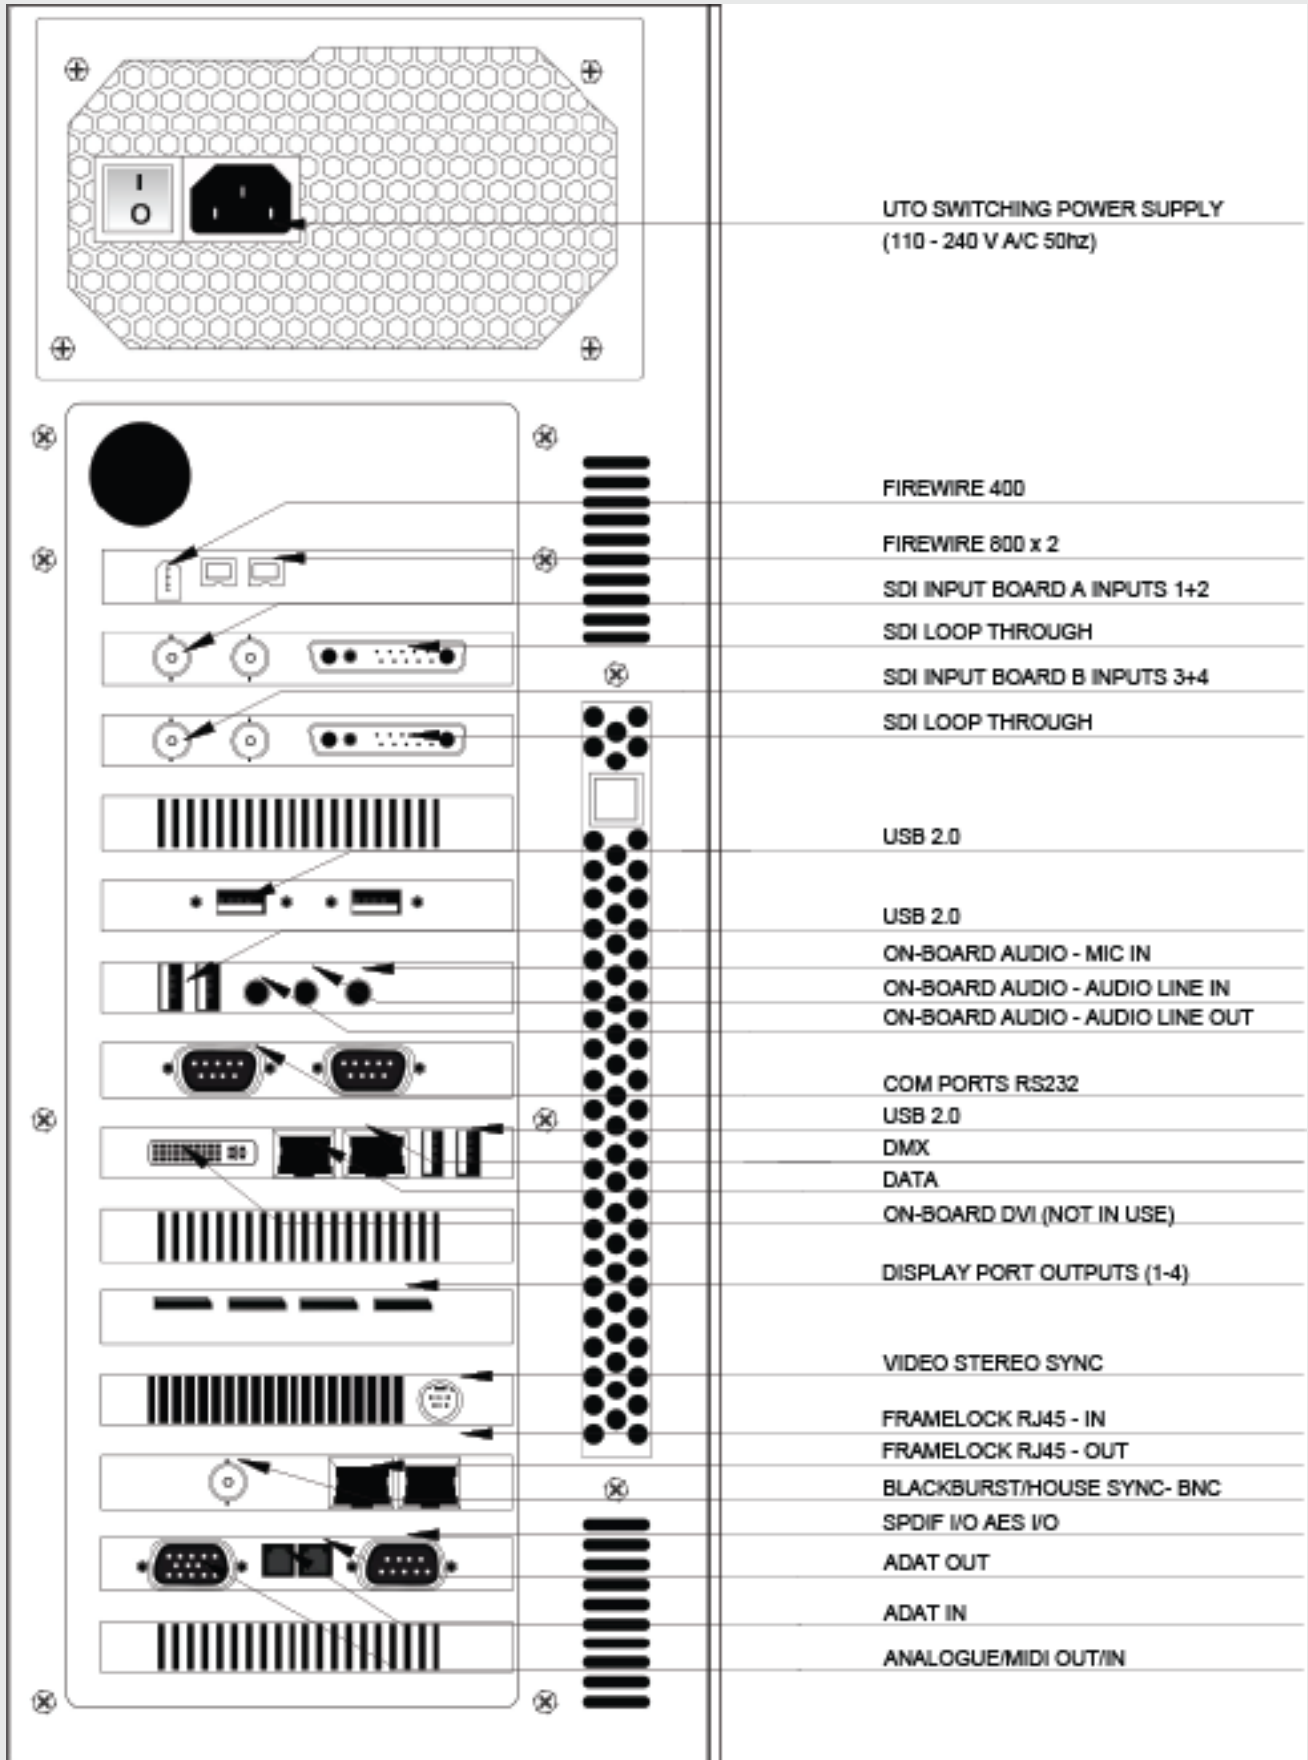 I
O
UTO SWITCHING POWER SUPPLY
(110 - 240 V A/C 50hz)
FIREWIRE 400
FIREWIRE 800 x 2
SDI INPUT BOARD A INPUTS 1+2
SDI LOOP THROUGH
SDI INPUT BOARD B INPUTS 3+4
SDI LOOP THROUGH
USB 2.0
USB 2.0
ON-BOARD AUDIO - MIC IN
ON-BOARD AUDIO - AUDIO LINE IN
ON-BOARD AUDIO - AUDIO LINE OUT
COM PORTS RS232
USB 2.0
DMX
DATA
ON-BOARD DVI (NOT IN USE)
DISPLAY PORT OUTPUTS (1-4)
VIDEO STEREO SYNC
FRAMELOCK RJ45 - IN
FRAMELOCK RJ45 - OUT
BLACKBURST/HOUSE SYNC- BNC
SPDIF I/O AES I/O
ADAT OUT
ADAT IN
ANALOGUE/MIDI OUT/IN